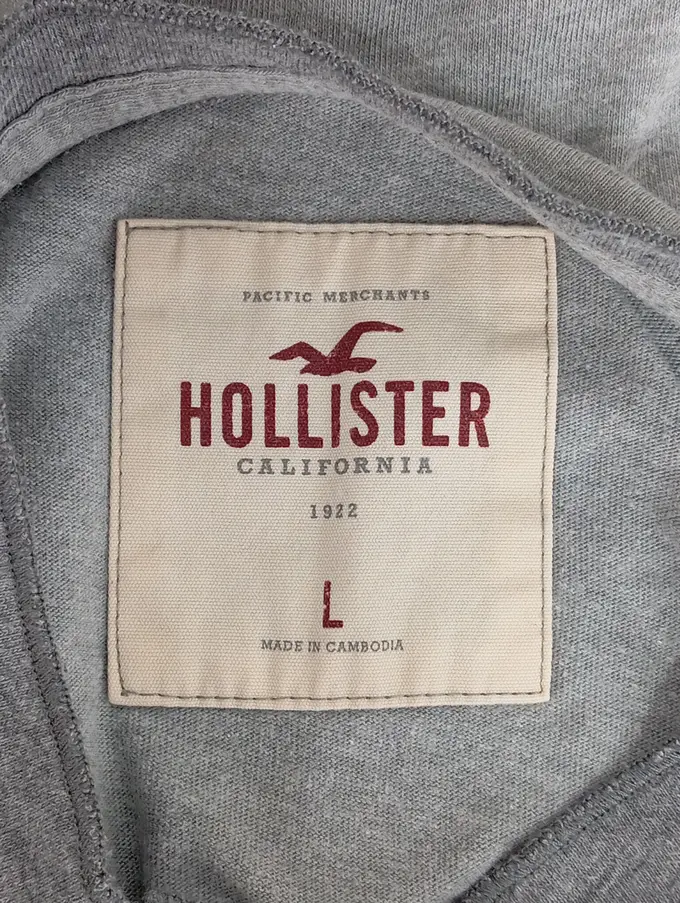 PACIFIC MERCHANTS
HOLLISTER
CALIFORNIA
1922
L
MADE IN CAMBODIA